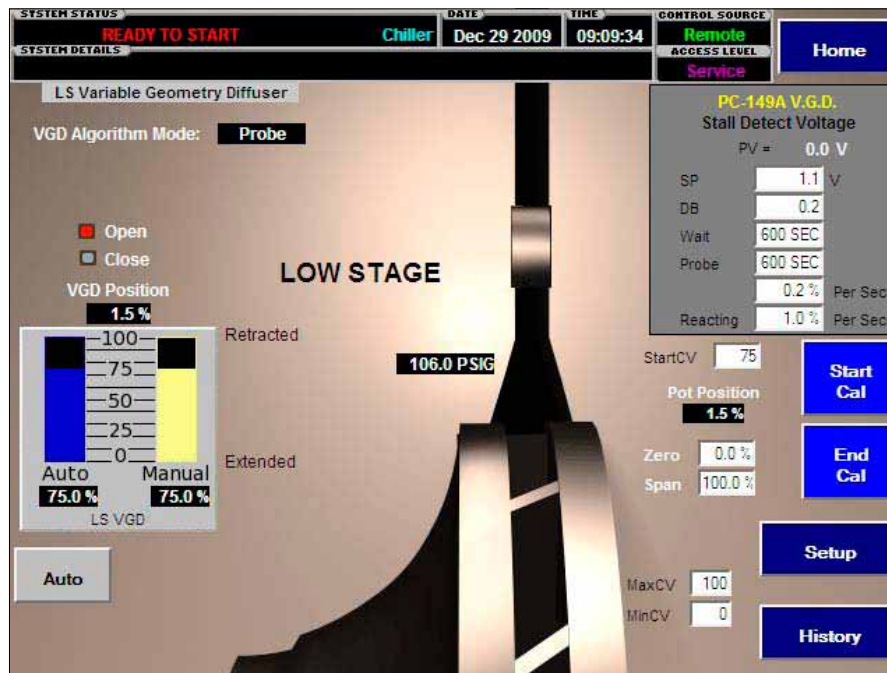 SYSTEM STATUS
READY TO START
Chiller
DATE
Dec 29 2009
TIME
09:09:34
CONTROL SOURCE
Remote
SYSTEM DETAILS
ACCESS LEVEL
Service
Home
LS Variable Geometry Diffuser
VGD Algorithm Mode: Probe
PC-149A V.G.D.
Stall Detect Voltage
PV = 0.0 V
SP 1.1 V
DB 0.2
Wait 600 SEC
Probe 600 SEC
0.2 % Per Sec
Reacting 1.0 % Per Sec
Open
Close
VGD Position
1.5 %
LOW STAGE
Retracted
Extended
106.0 PSIG
100
75
50
25
0
Auto Manual
75.0 % 75.0 %
LS VGD
Auto
StartCV 75
Pot Position
1.5 %
Zero 0.0 %
Span 100.0 %
Start
Cal
End
Cal
Setup
MaxCV 100
MinCV 0
History